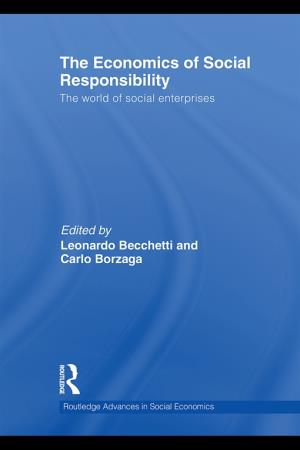 The Economics of Social
Responsibility
The world of social enterprises
Edited by
Leonardo Becchetti and
Carlo Borzaga
ROUTLEDGE
Routledge Advances in Social Economics